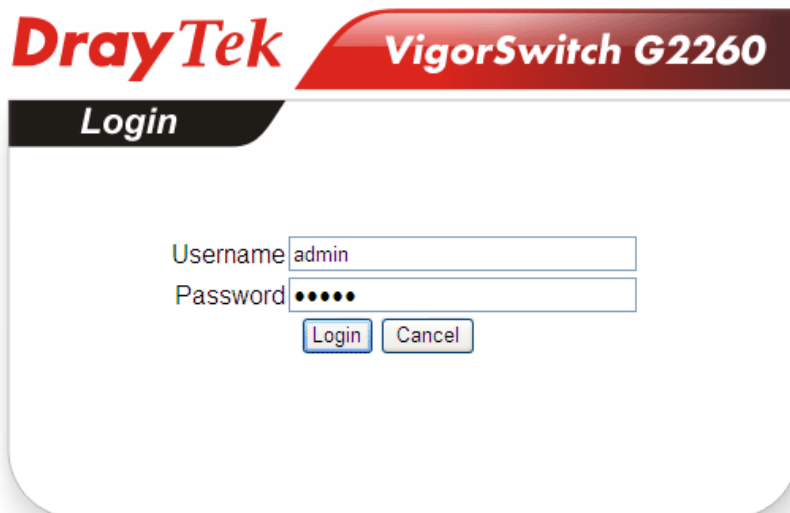 DrayTek VigorSwitch G2260
Login
Username admin
Password •••••
Login Cancel